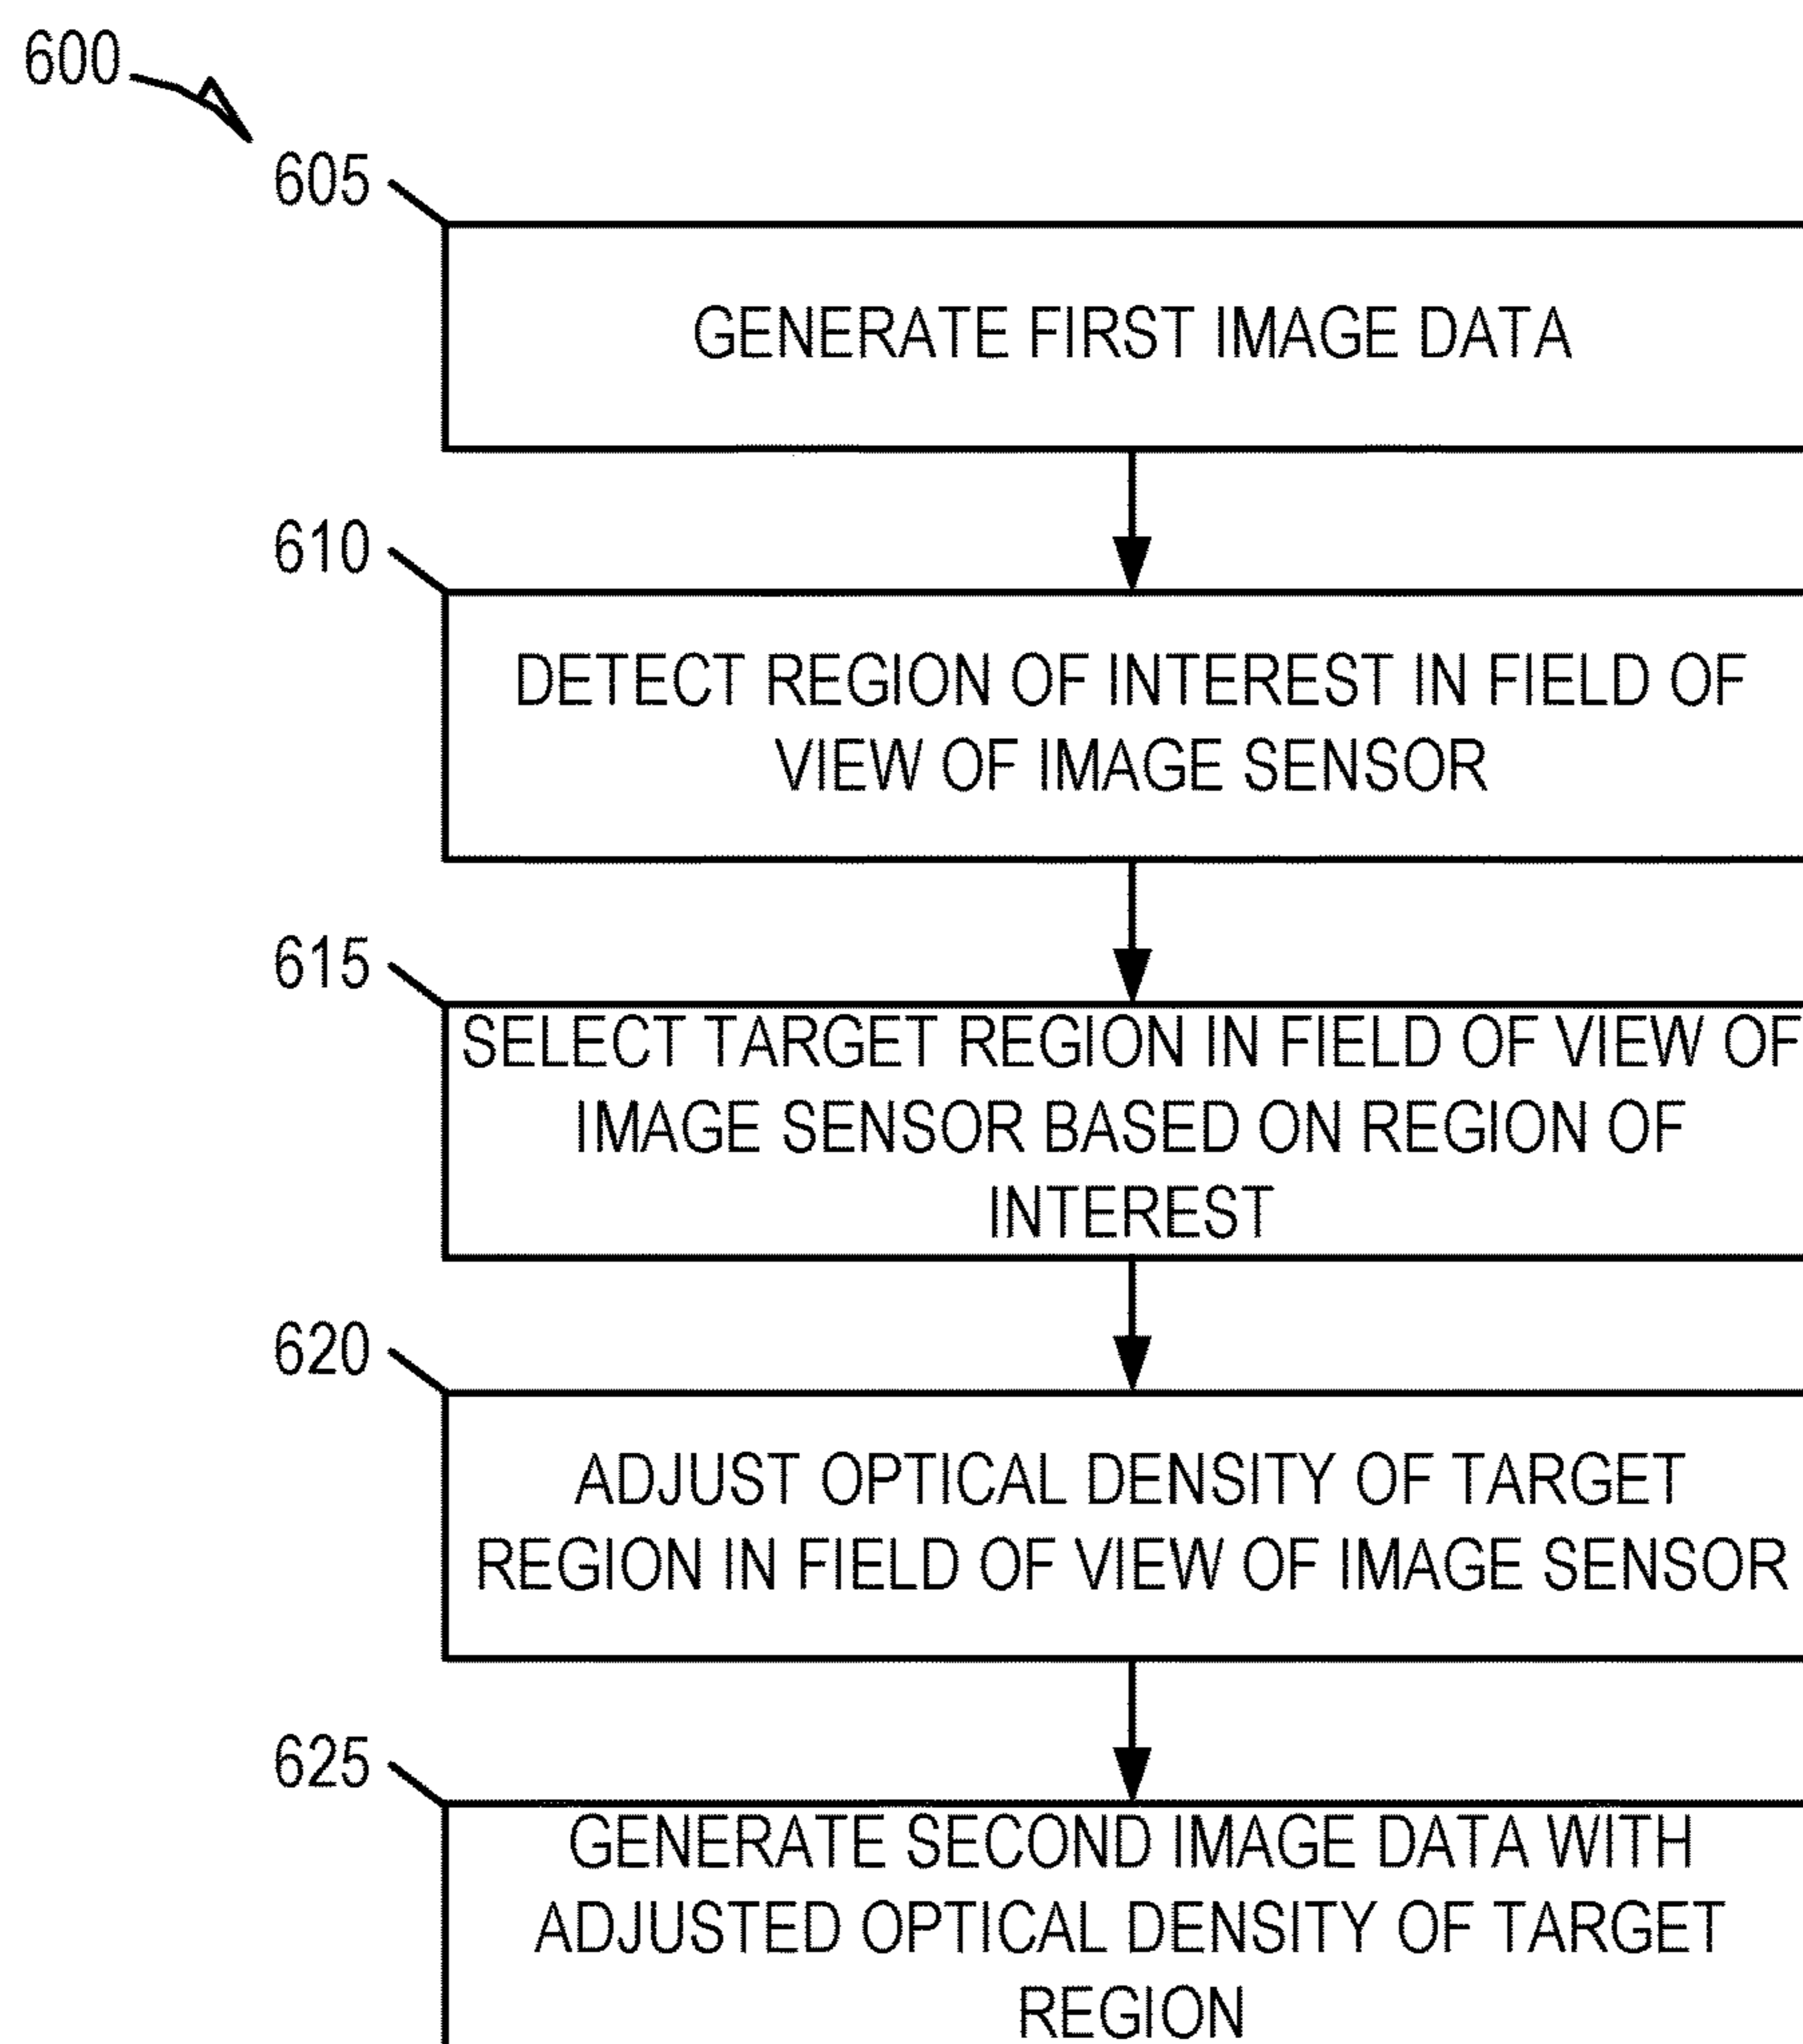 600
605
GENERATE FIRST IMAGE DATA
610
DETECT REGION OF INTEREST IN FIELD OF
VIEW OF IMAGE SENSOR
615
SELECT TARGET REGION IN FIELD OF VIEW OF
IMAGE SENSOR BASED ON REGION OF
INTEREST
620
ADJUST OPTICAL DENSITY OF TARGET
REGION IN FIELD OF VIEW OF IMAGE SENSOR
625
GENERATE SECOND IMAGE DATA WITH
ADJUSTED OPTICAL DENSITY OF TARGET
REGION